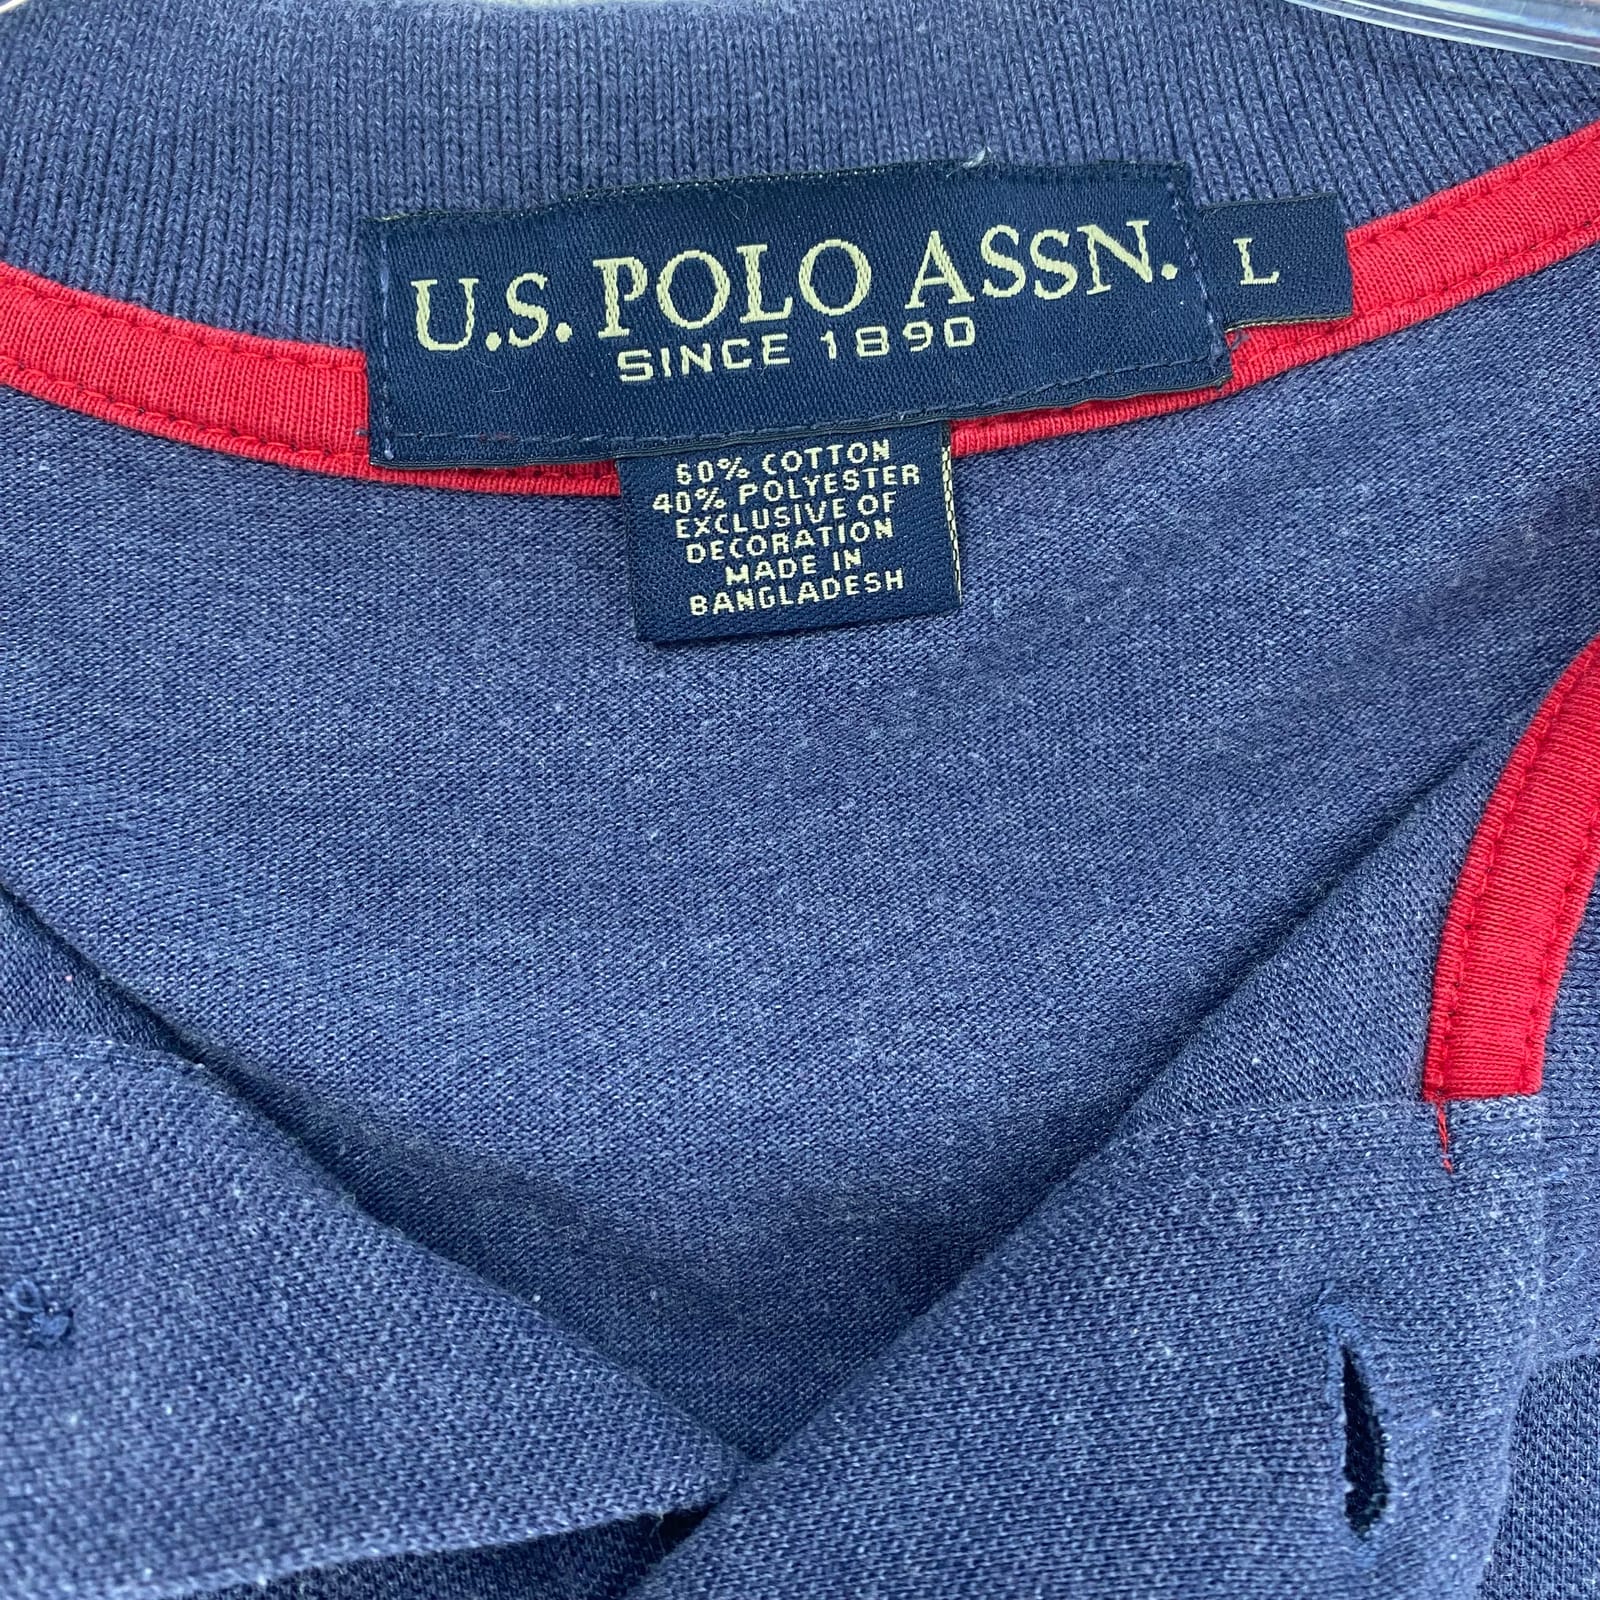 U.S. POLO ASSN.
SINCE 1890
L
60% COTTON
40% POLYESTER
EXCLUSIVE OF
DECORATION
MADE IN
BANGLADESH